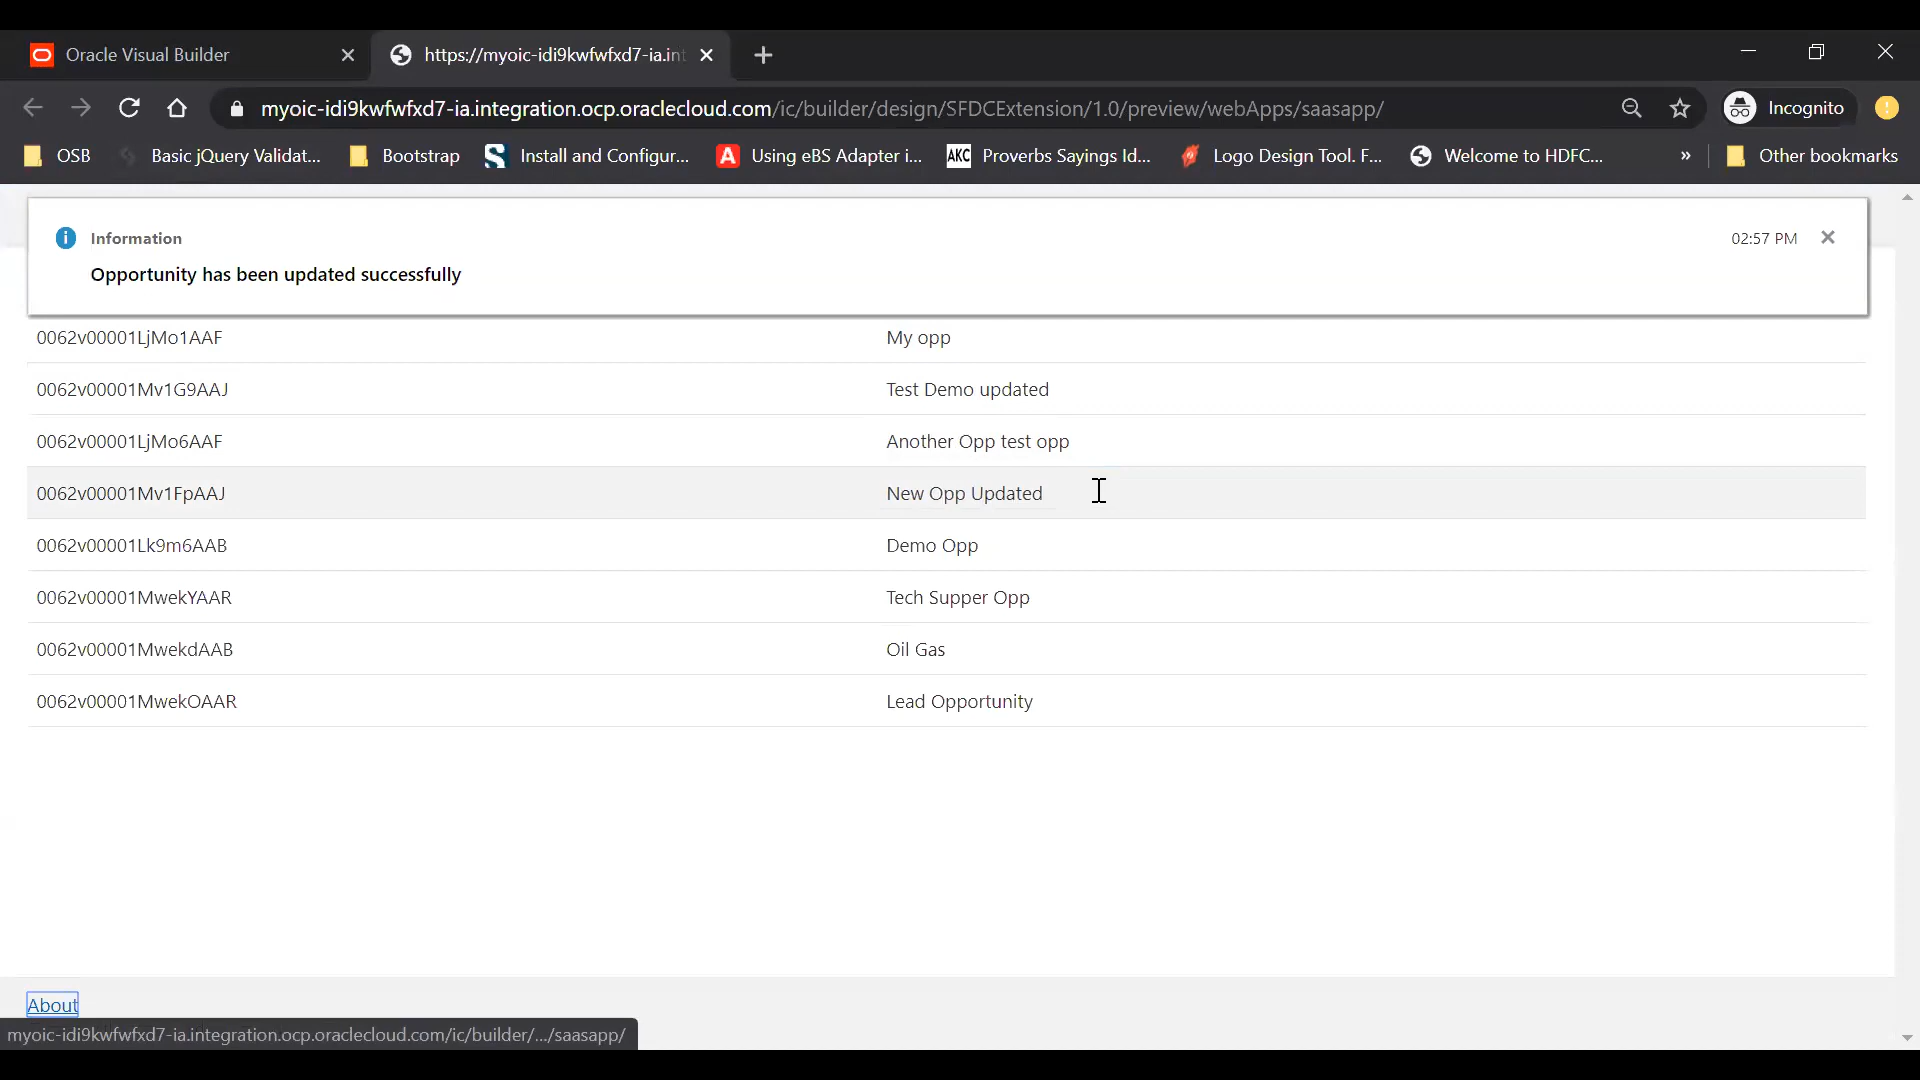 Oracle Visual Builder
https://myoic-idi9kwfwfxd7-ia.int
myoic-idi9kwfwfxd7-ia.integration.ocp.oraclecloud.com/ic/builder/design/SFDCExtension/1.0/preview/webApps/saasapp/
Incognito
OSB
Basic jQuery Validat...
Bootstrap
Install and Configur...
Using eBS Adapter i...
AKC
Proverbs Sayings Id...
Logo Design Tool. F...
Welcome to HDFC...
»
Other bookmarks
Information
02:57 PM
Opportunity has been updated successfully
0062v00001LjMo1AAF My opp
0062v00001Mv1G9AAJ Test Demo updated
0062v00001LjMo6AAF Another Opp test opp
0062v00001Mv1FpAAJ New Opp Updated
0062v00001Lk9m6AAB Demo Opp
0062v00001MwekYAAR Tech Supper Opp
0062v00001MwekdAAB Oil Gas
0062v00001MwekOAAR Lead Opportunity
About
myoic-idi9kwfwfxd7-ia.integration.ocp.oraclecloud.com/ic/builder/.../saasapp/